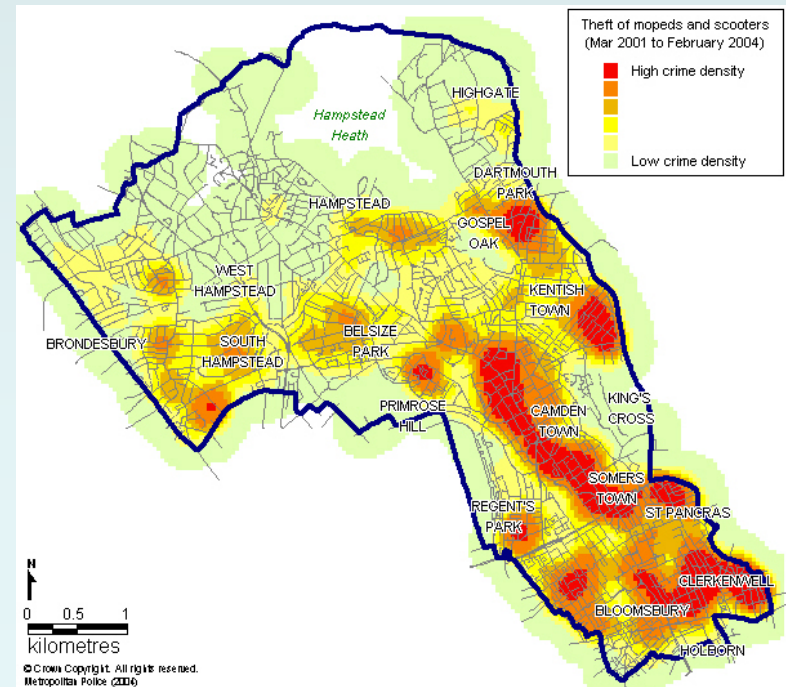 Theft of mopeds and scooters
(Mar 2001 to February 2004)
High crime density
Low crime density
HIGHGATE
Hampstead
Heath
DARTMOUTH
PARK
HAMPSTEAD
GOSPEL
OAK
WEST
HAMPSTEAD
KENTISH
TOWN
BRONDESBURY
SOUTH
HAMPSTEAD
BELSIZE
PARK
PRIMROSE
HILL
CAMDEN
TOWN
KING'S
CROSS
SOMERS
TOWN
REGENT'S
PARK
ST PANCRAS
CLERKENWELL
BLOOMSBURY
HOLBORN
N
0 0.5 1
kilometres
© Crown Copyright. All rights reserved.
Metropolitan Police (2004)